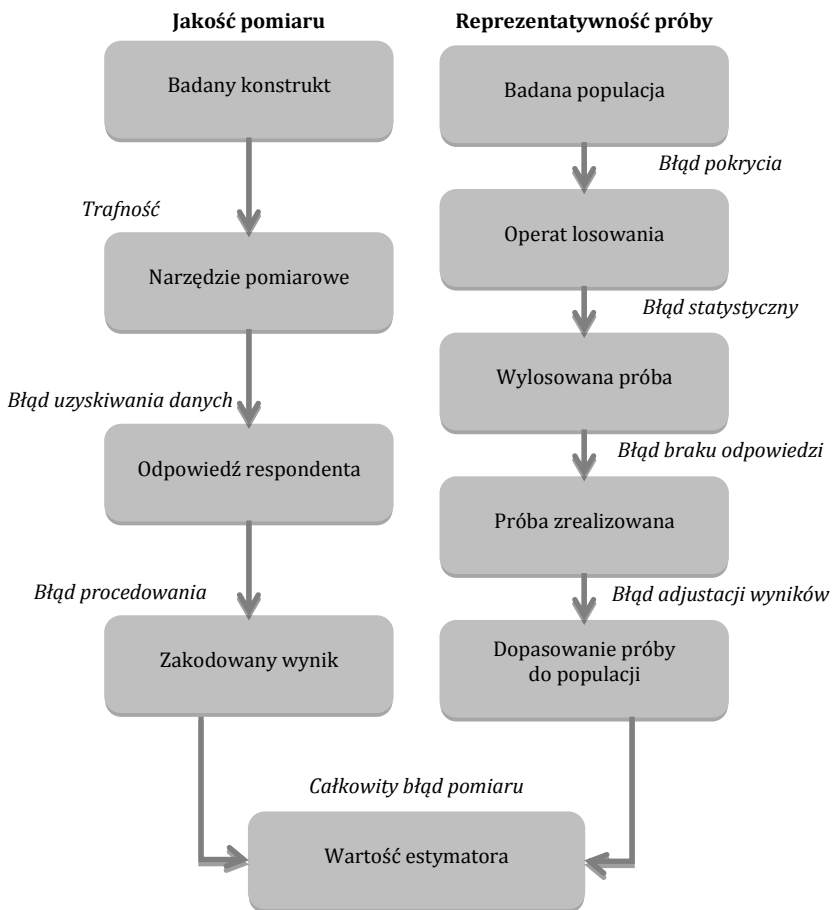 Jakość pomiaru
Badany konstrukt
Trafność
Narzędzie pomiarowe
Błąd uzyskiwania danych
Odpowiedź respondenta
Błąd procedowania
Zakodowany wynik
Reprezentatywność próby
Badana populacja
Błąd pokrycia
Operat losowania
Błąd statystyczny
Wylosowana próba
Błąd braku odpowiedzi
Próba zrealizowana
Błąd adjustacji wyników
Dopasowanie próby
do populacji
Całkowity błąd pomiaru
Wartość estymatora